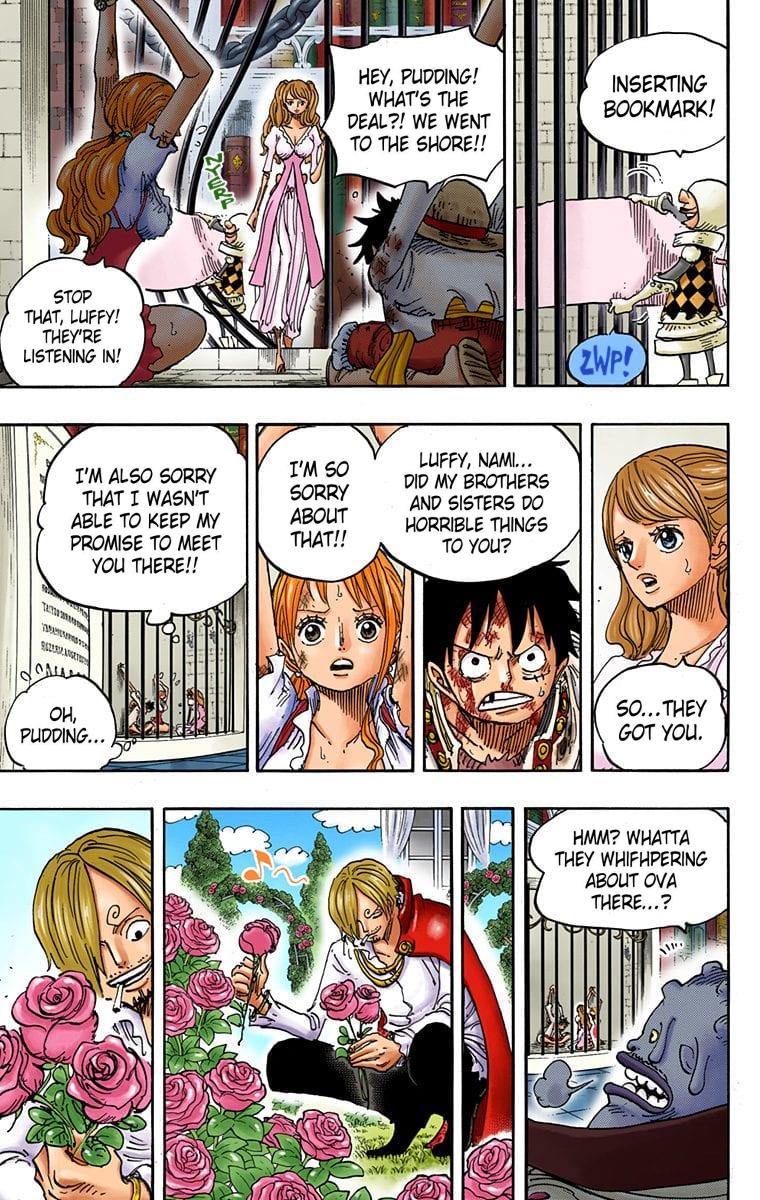 INSERTING
BOOKMARK!
ZWP!
HEY, PUDDING!
WHAT'S THE
DEAL?! WE WENT
TO THE SHORE!!
NYERP
STOP
THAT, LUFFY!
THEY'RE
LISTENING IN!
SO...THEY
GOT YOU.
LUFFY, NAMI...
DID MY BROTHERS
AND SISTERS DO
HORRIBLE THINGS
TO YOU?
I'M SO
SORRY
ABOUT
THAT!!
I'M ALSO SORRY
THAT I WASN'T
ABLE TO KEEP MY
PROMISE TO MEET
YOU THERE!!
OH,
PUDDING...
HMM? WHATTA
THEY WHIFHPERING
ABOUT OVA
THERE...?